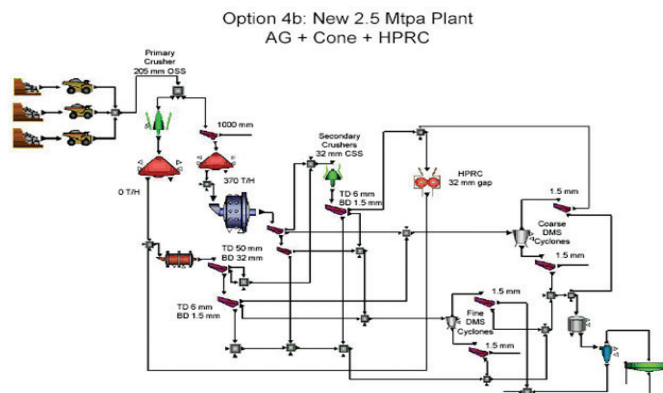 Option 4b: New 2.5 Mtpa Plant
AG + Cone + HPRC
Primary
Crusher
205 mm OSS
1000 mm
Secondary
Crushers
32 mm CSS
0 T/H
370 T/H
TD 6 mm
BD 1.5 mm
HPRC
32 mm gap
1.5 mm
Coarse
DMS
Cyclones
1.5 mm
TD 50 mm
BD 32 mm
TD 6 mm
BD 1.5 mm
1.5 mm
Fine
DMS
Cyclones
1.5 mm